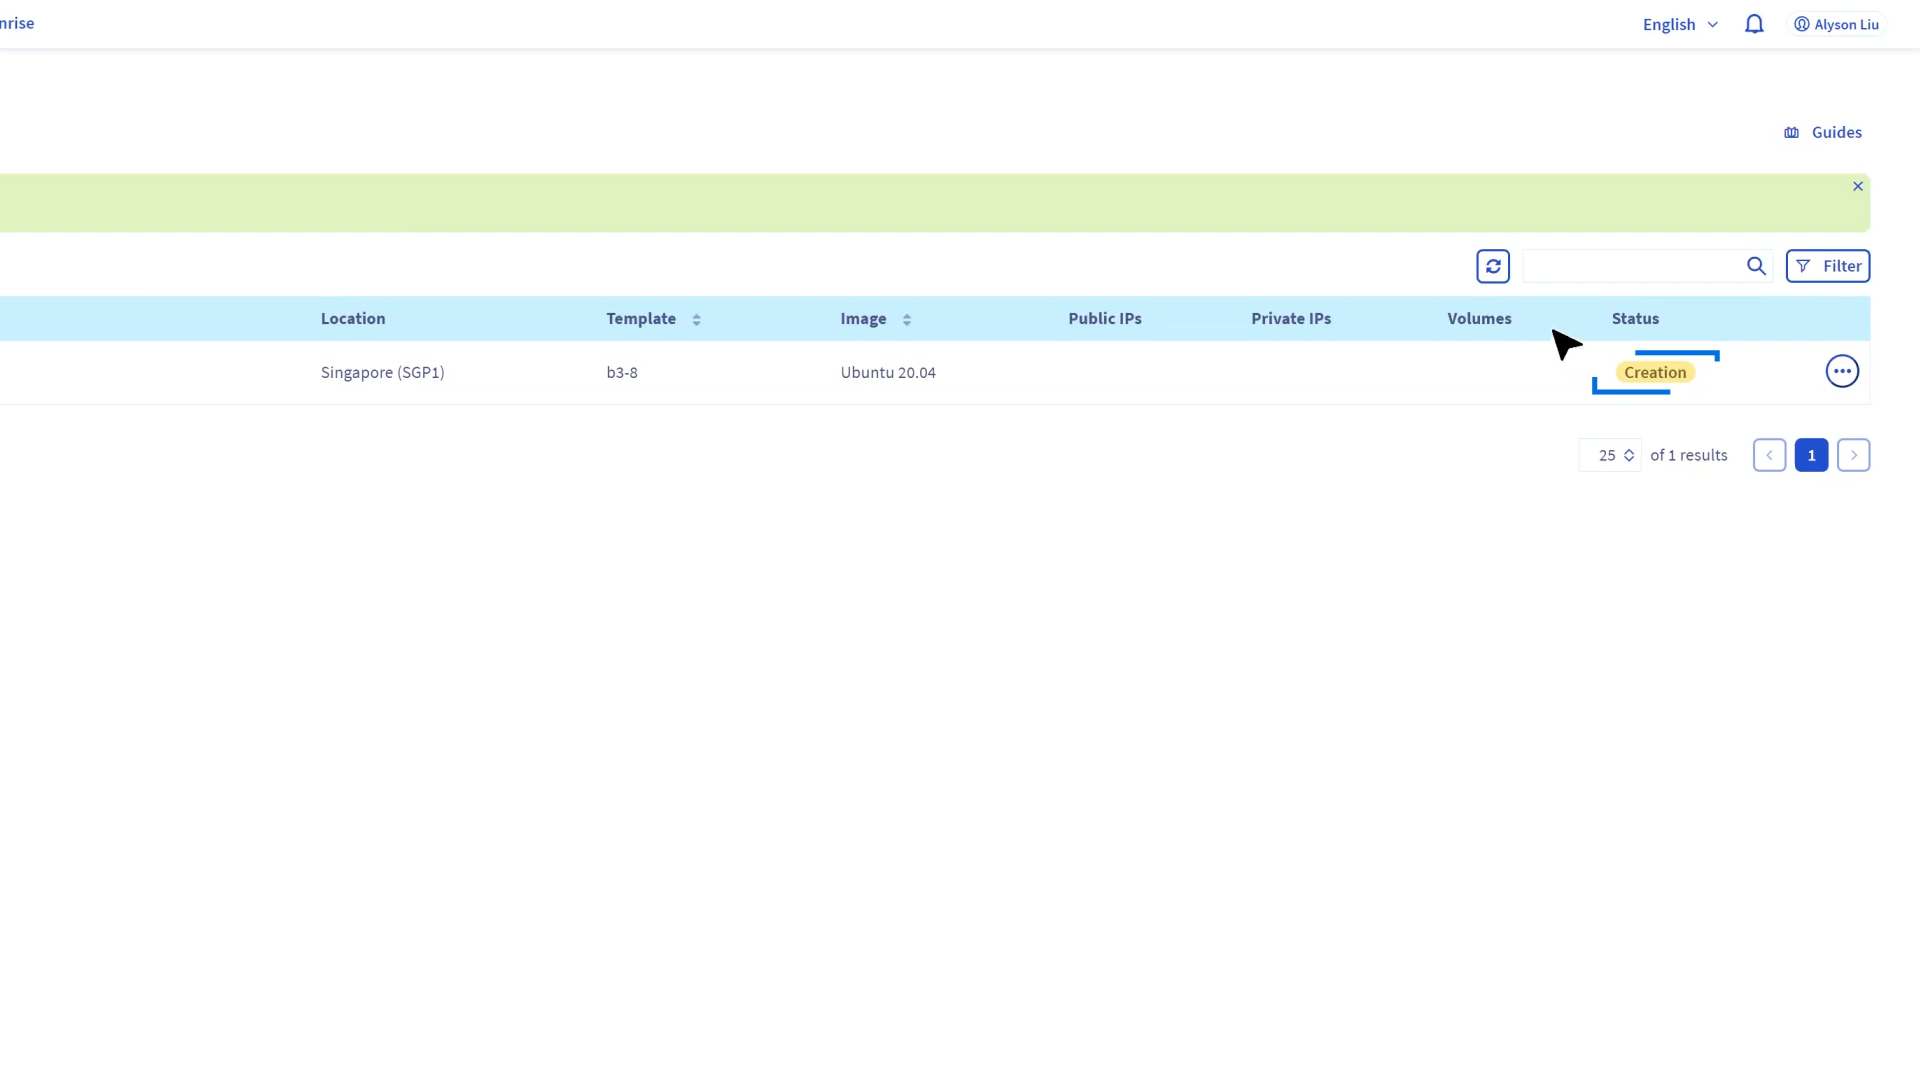 nrise
English
Alyson Liu
Guides
Filter
Location Template Image Public IPs Private IPs Volumes Status
Singapore (SGP1) b3-8 Ubuntu 20.04 Creation
25 of 1 results 1